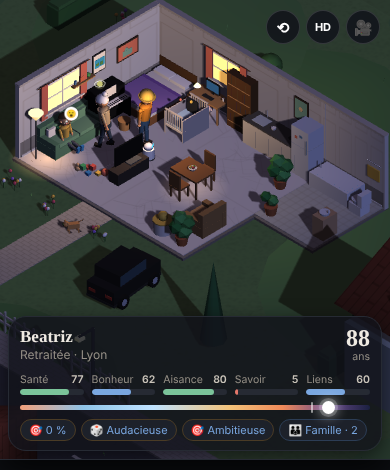 HD
Beatriz
88
Retraitée · Lyon
ans
Santé 77 Bonheur 62 Aisance 80 Savoir 5 Liens 60
0 % Audacieuse Ambitieuse Famille · 2